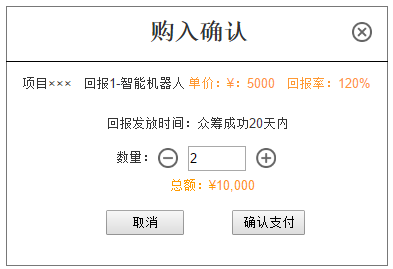 购入确认
项目××× 回报1-智能机器人 单价：¥：5000 回报率：120%
回报发放时间：众筹成功20天内
数量： 2
总额：¥10,000
取消 确认支付